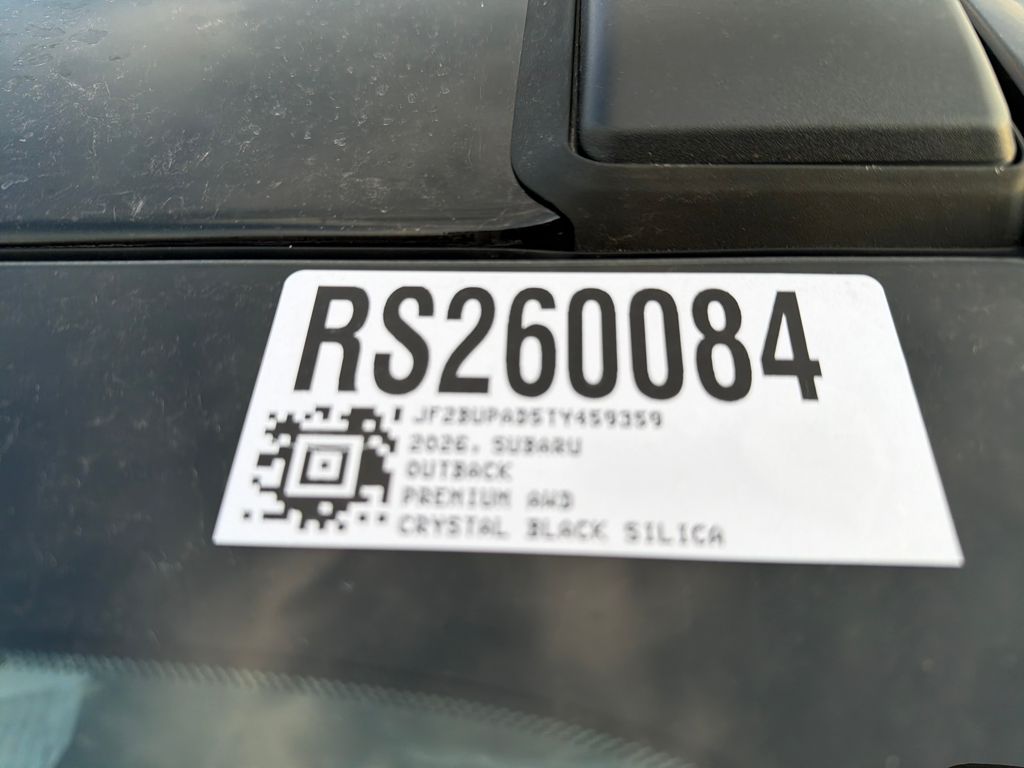 RS260084
JF2BUPAD5TY459359
2026, SUBARU
OUTBACK
PREMIUM AWD
CRYSTAL BLACK SILICA